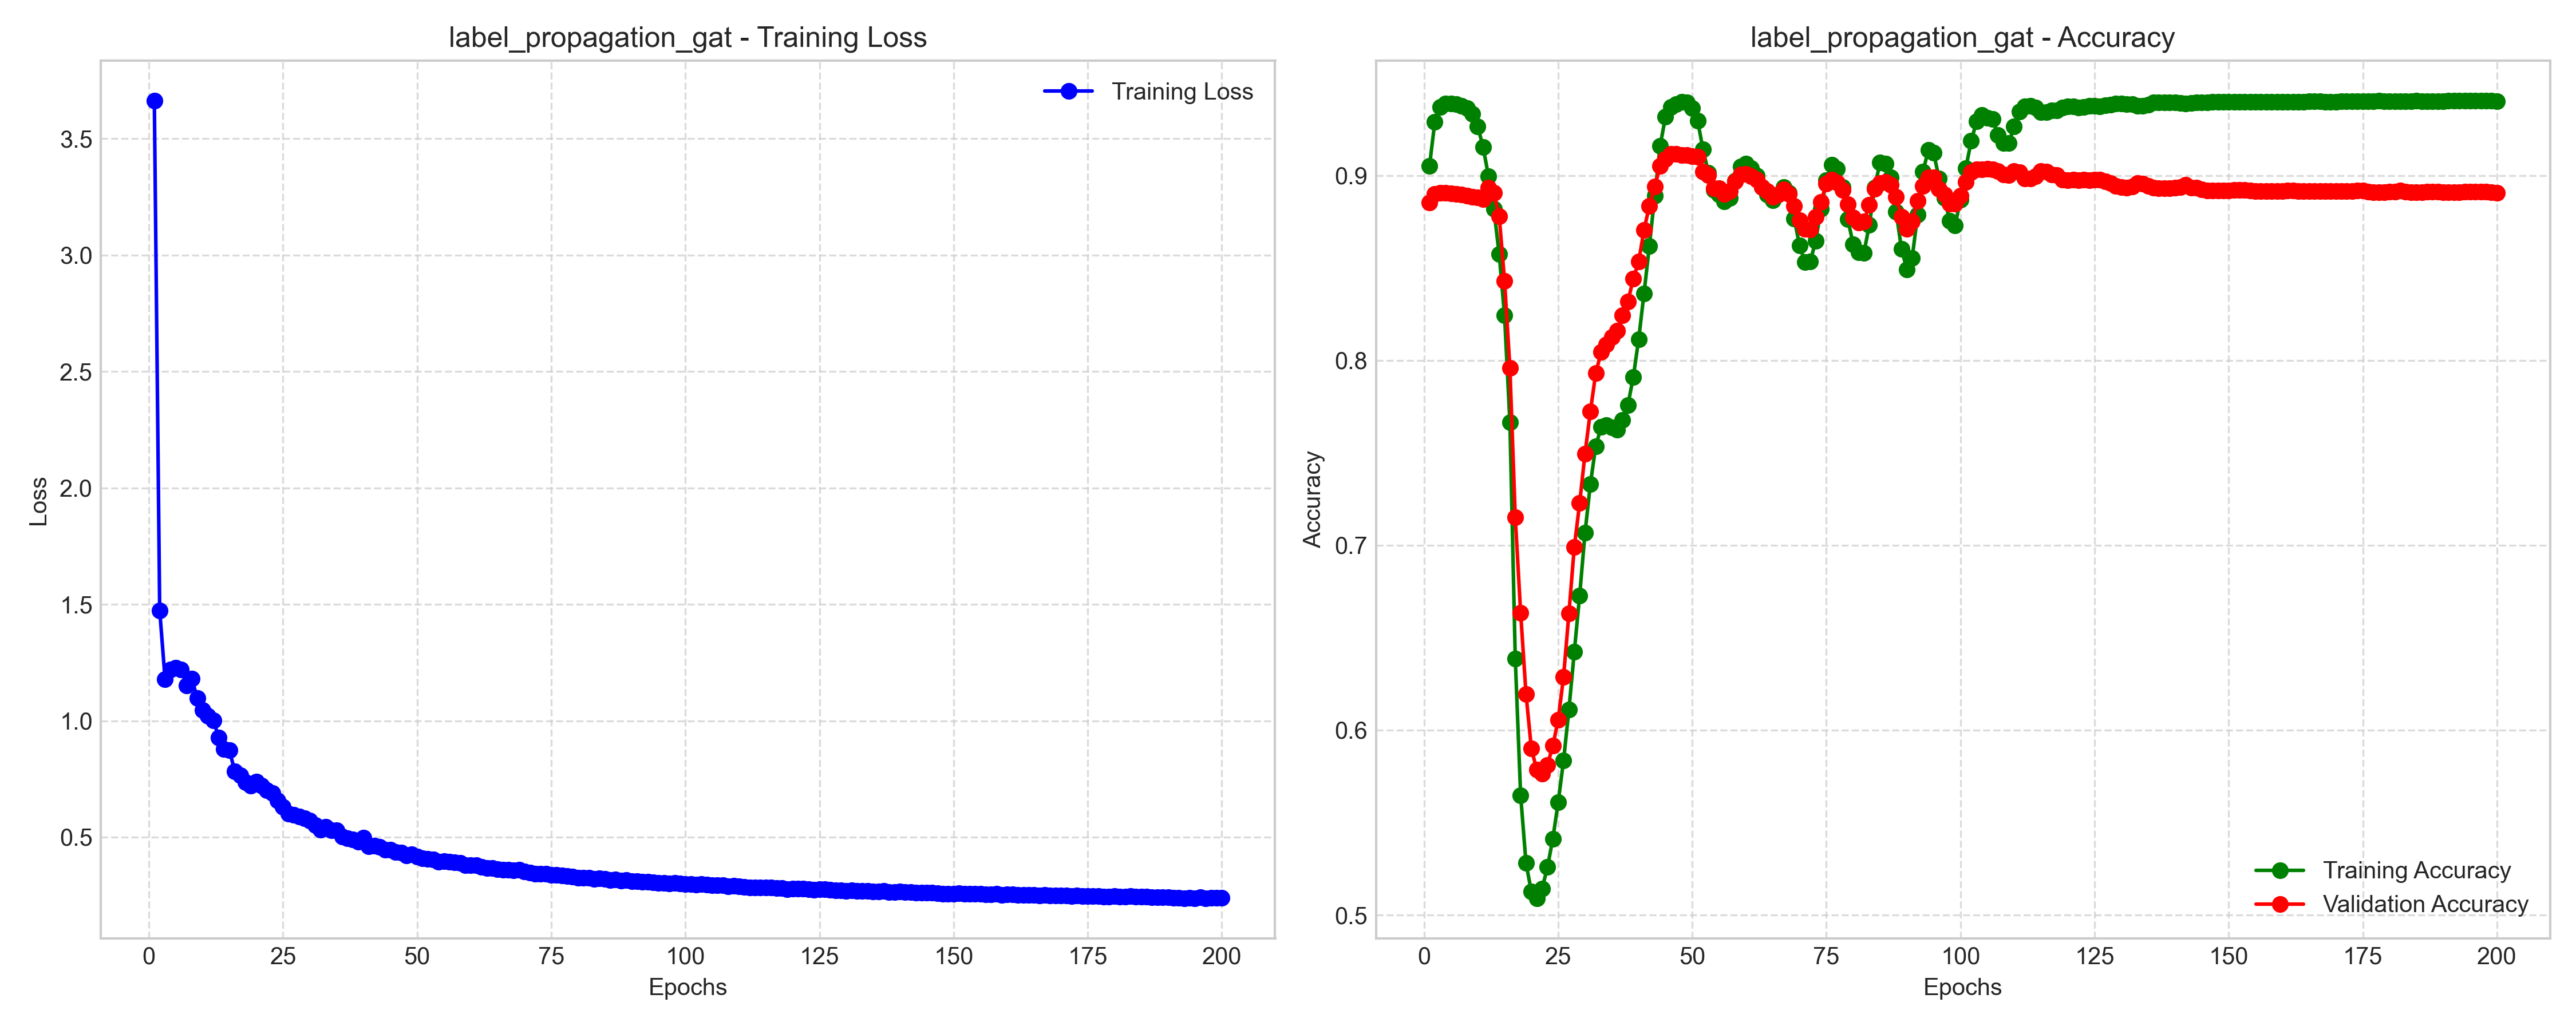 label_propagation_gat - Training Loss
Training Loss
3.5
3.0
2.5
2.0
1.5
1.0
0.5
Loss
0 25 50 75 100 125 150 175 200
Epochs
label_propagation_gat - Accuracy
0.9
0.8
0.7
0.6
0.5
Accuracy
Training Accuracy
Validation Accuracy
0 25 50 75 100 125 150 175 200
Epochs